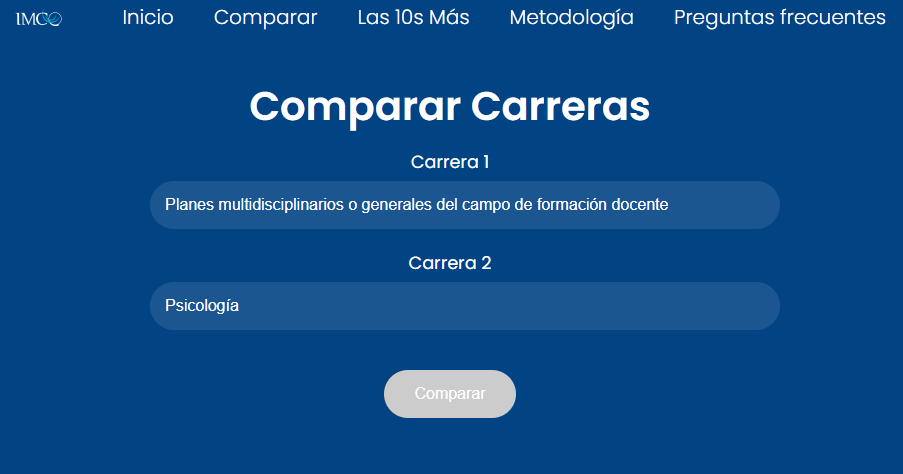 IMCO Inicio Comparar Las 10s Más Metodología Preguntas frecuentes
Comparar Carreras
Carrera 1
Planes multidisciplinarios o generales del campo de formación docente
Carrera 2
Psicología
Comparar